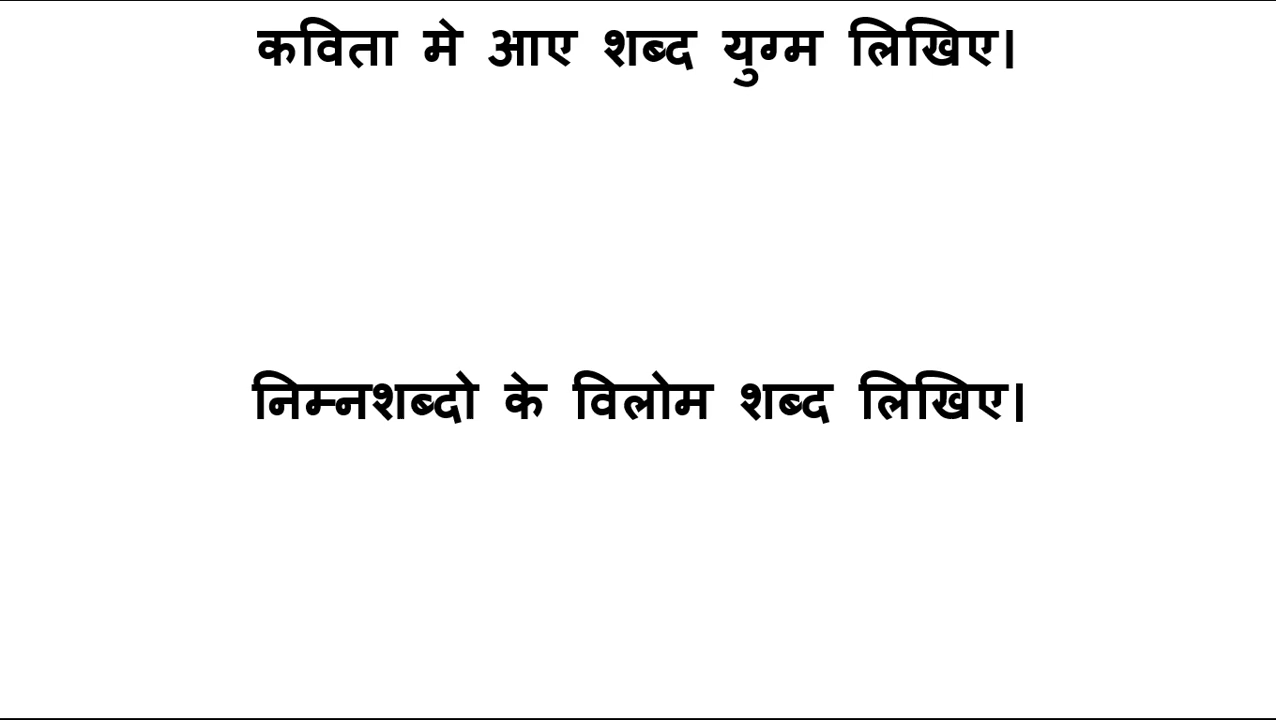 कविता मे आए शब्द युग्म लिखिए।
निम्नशब्दो के विलोम शब्द लिखिए।